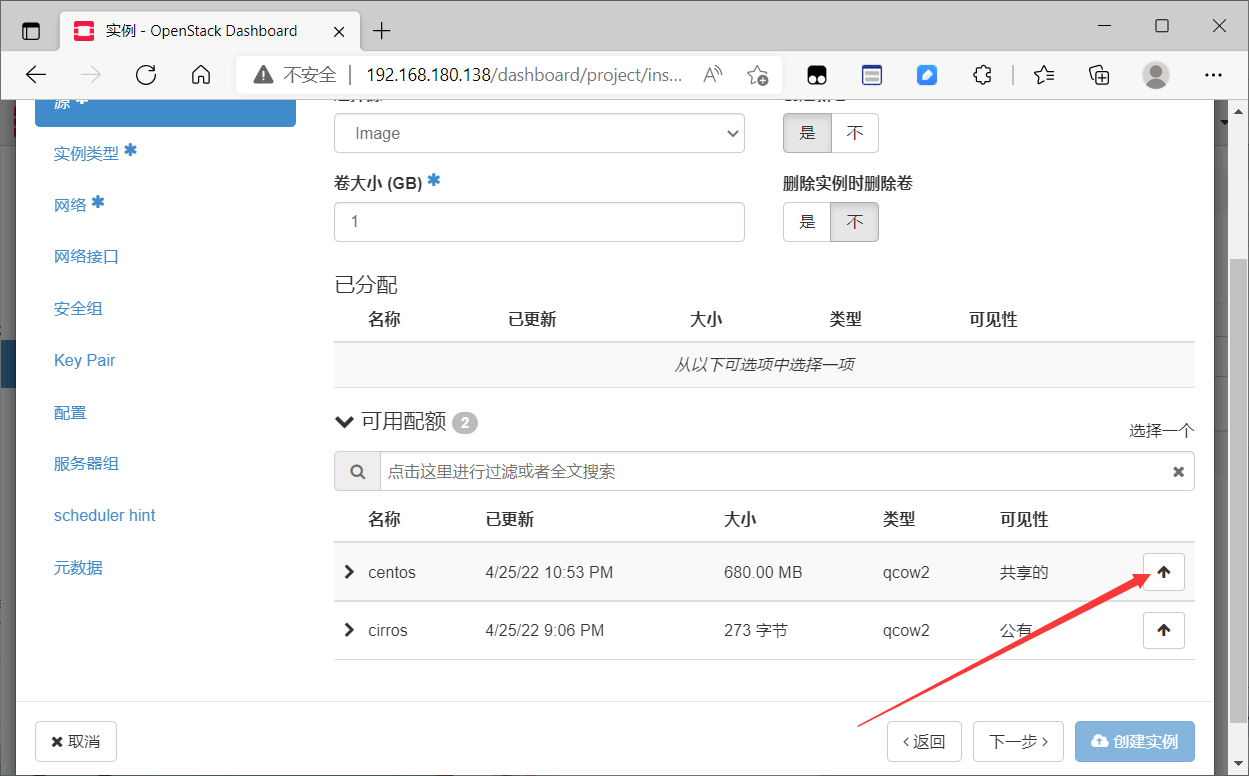 实例 - OpenStack Dashboard
不安全 192.168.180.138/dashboard/project/ins...
源
Image
是 不
实例类型
网络
网络接口
安全组
Key Pair
配置
服务器组
scheduler hint
元数据
卷大小 (GB)
删除实例时删除卷
1
是 不
已分配
名称 已更新 大小 类型 可见性
从以下可选项中选择一项
可用配额 2
选择一个
点击这里进行过滤或者全文搜索
名称 已更新 大小 类型 可见性
centos 4/25/22 10:53 PM 680.00 MB qcow2 共享的
cirros 4/25/22 9:06 PM 273 字节 qcow2 公有
取消
返回
下一步
创建实例